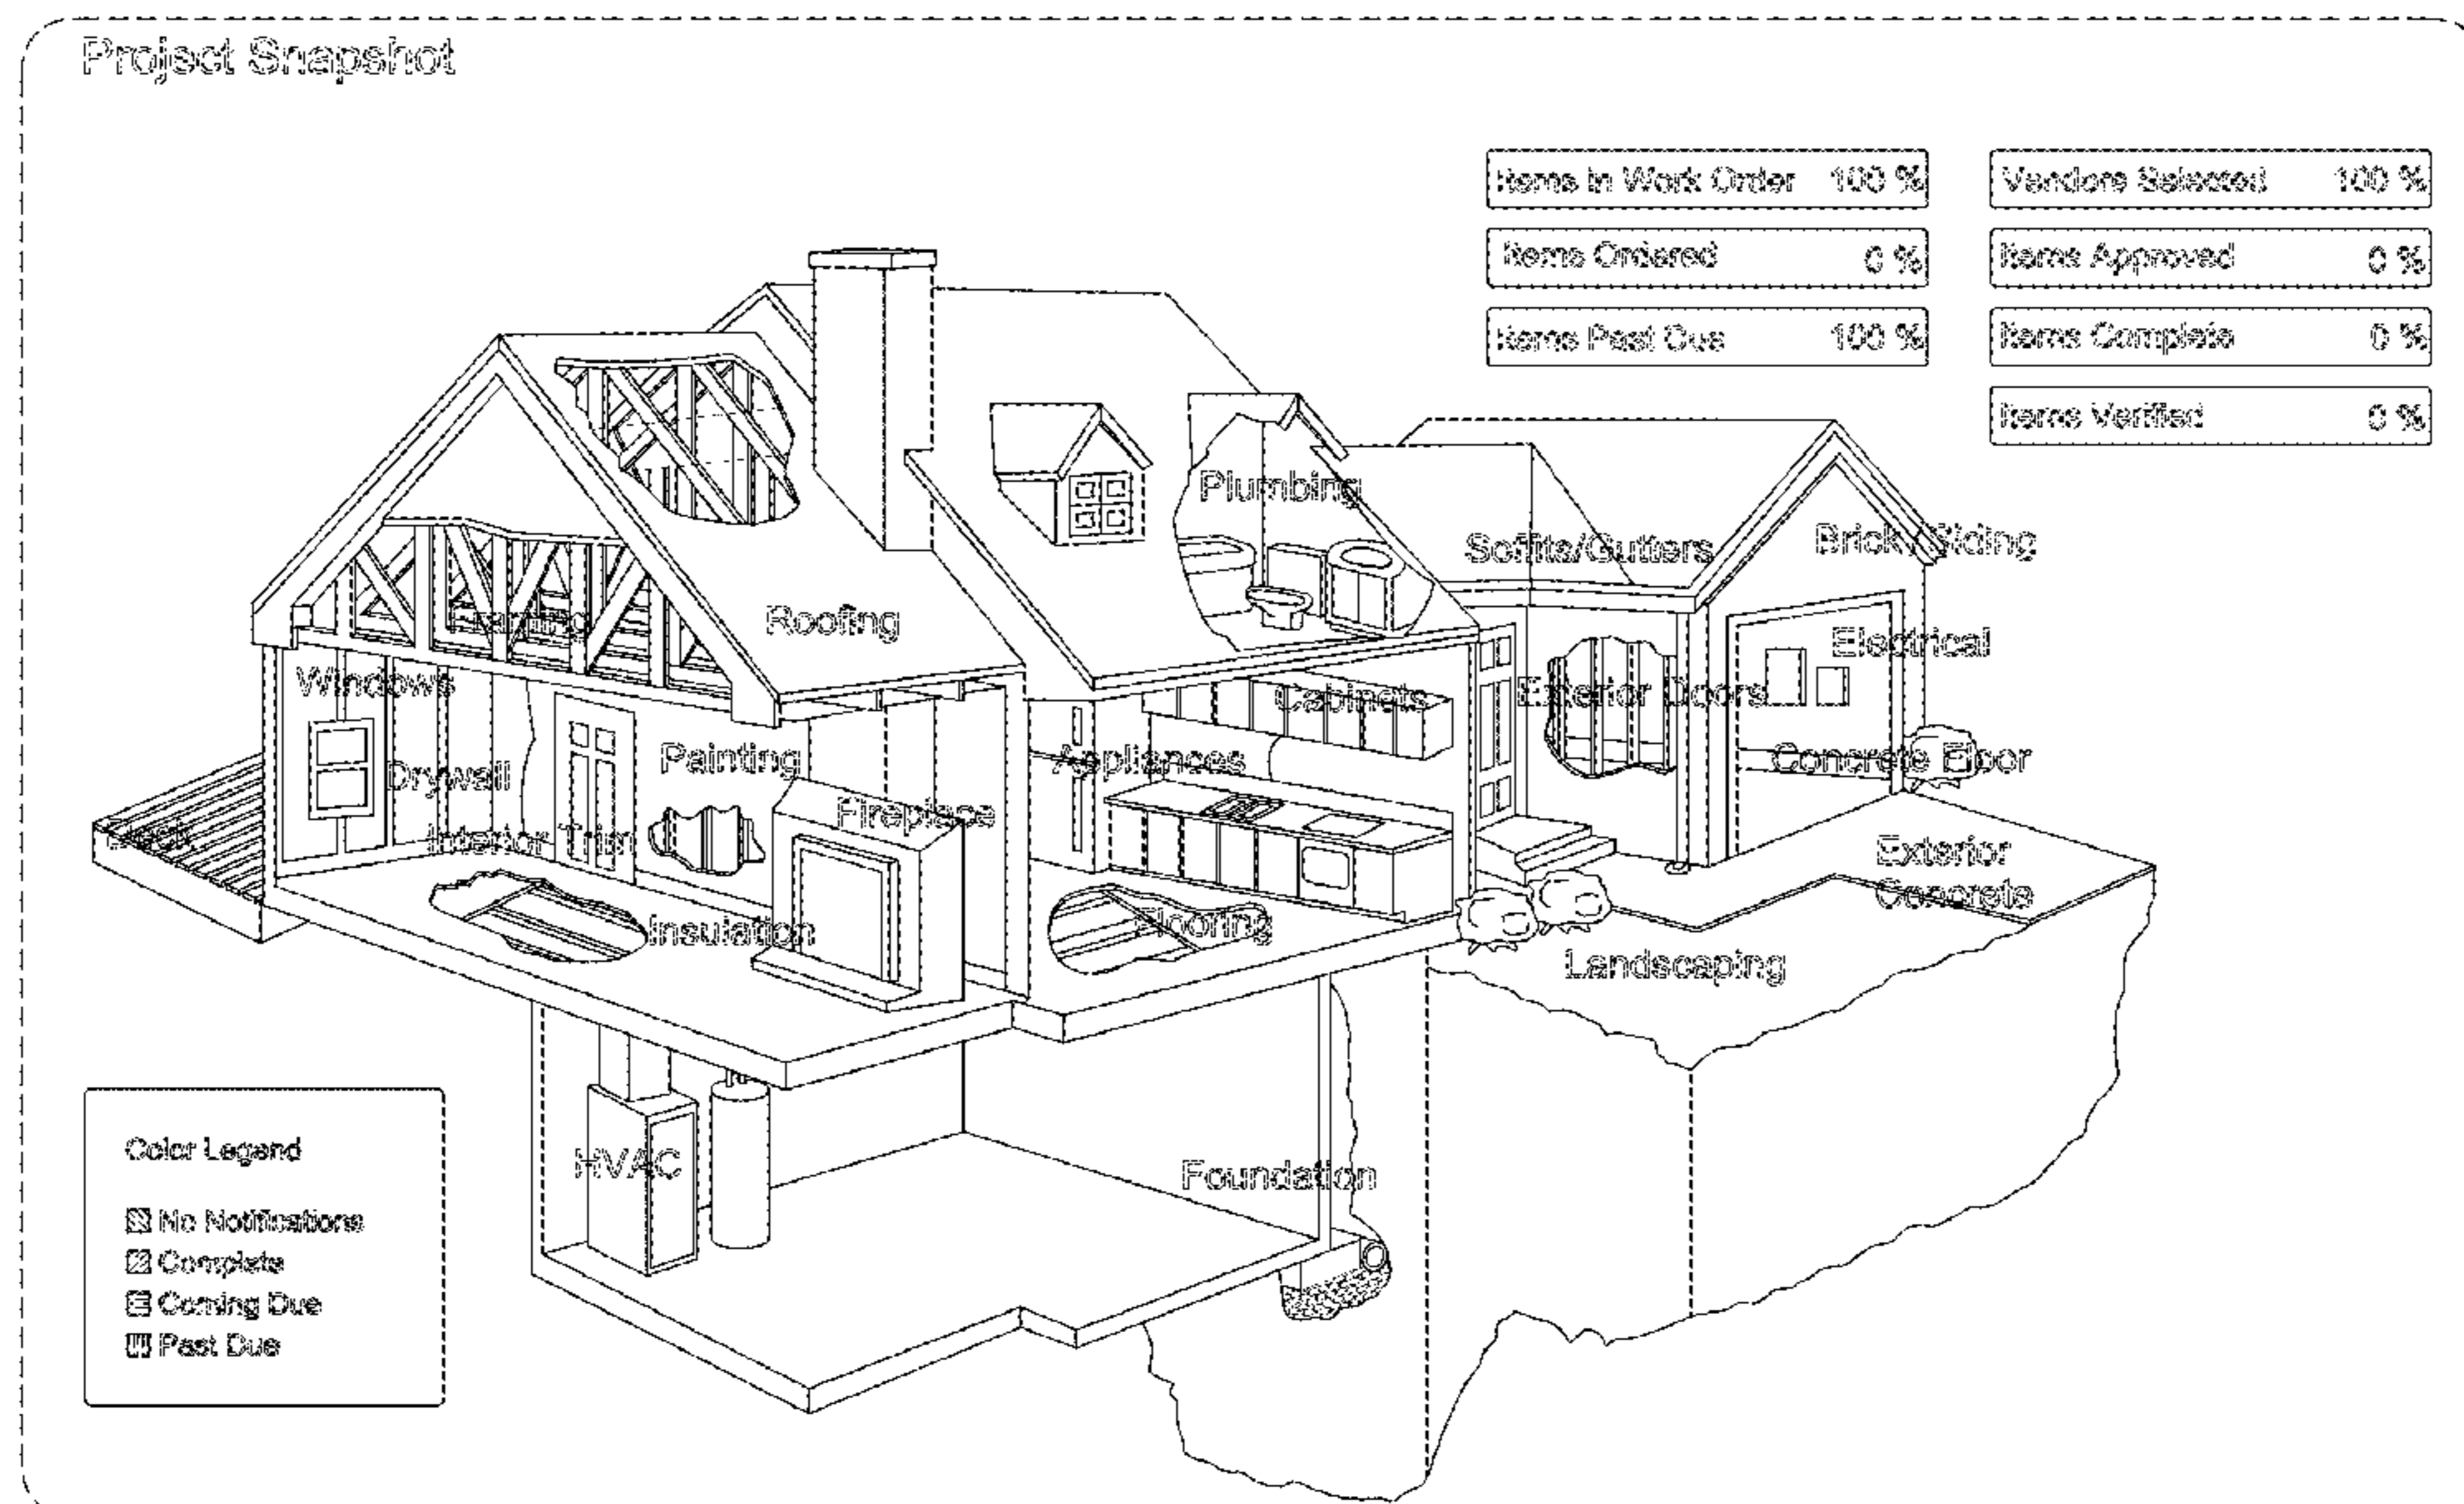 Project Snapshot
Items In Work Order 100 %
Vendors Selected 100 %
Items Ordered 0 %
Items Approved 0 %
Items Past Due 100 %
Items Complete 0 %
Items Verified 0 %
Plumbing
Soffits/Gutters
Brick / Siding
Framing
Roofing
Electrical
Windows
Cabinets
Exterior Doors
Drywall
Painting
Appliances
Concrete Floor
Fireplace
Deck
Interior Trim
Exterior
Concrete
Insulation
Flooring
Landscaping
HVAC
Foundation
Color Legend
No Notifications
Complete
Coming Due
Past Due